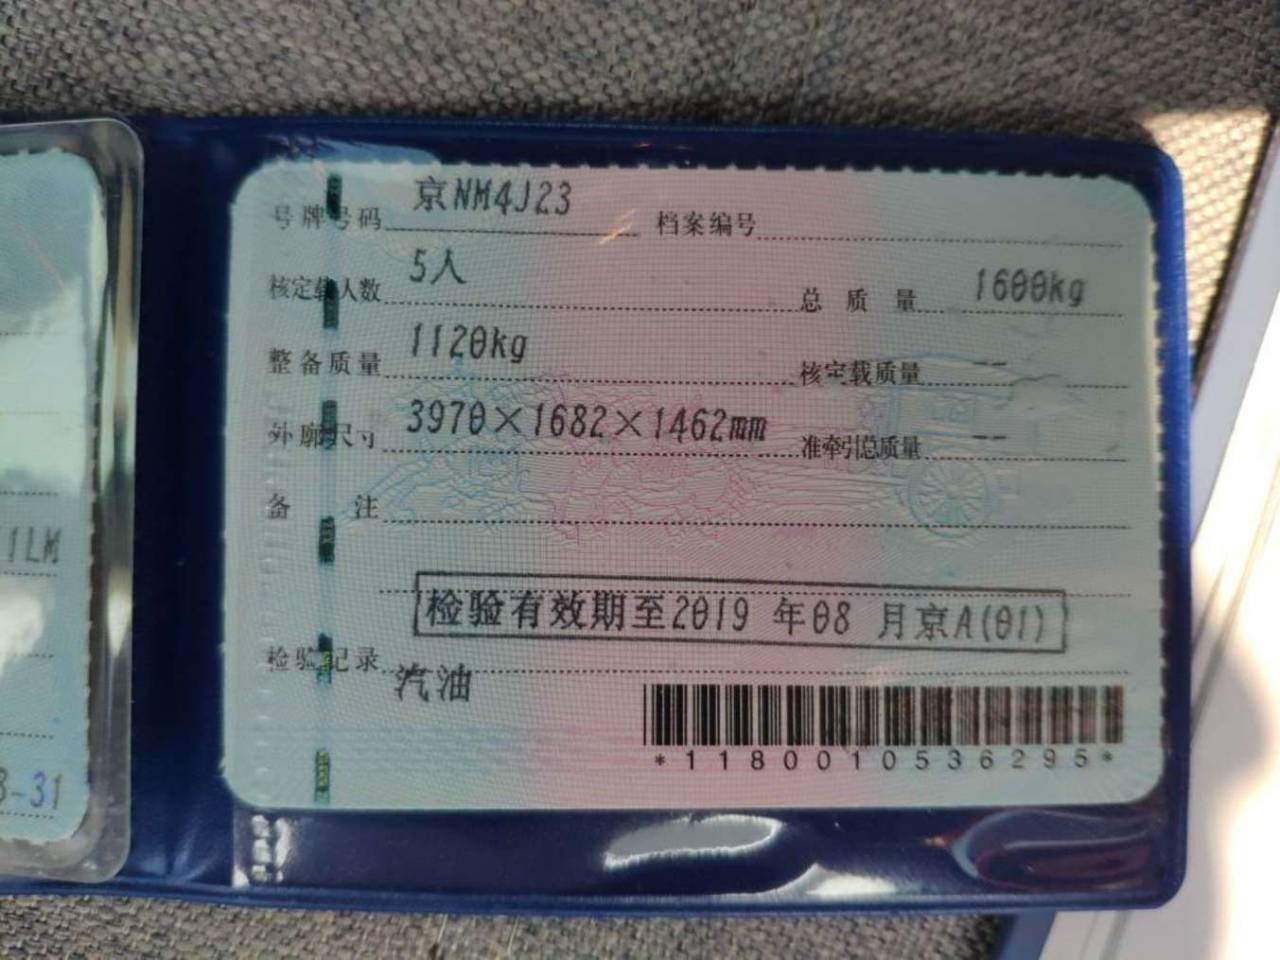 号牌号码 京NM4J23 档案编号
核定载人数 5人 总质量 1600kg
整备质量 1120kg 核定载质量 --
外廓尺寸 3970×1682×1462mm 准牵引总质量 --
备注
检验有效期至2019 年08 月京A(01)
检验记录
汽油
*1180010536295*
1LM
-31